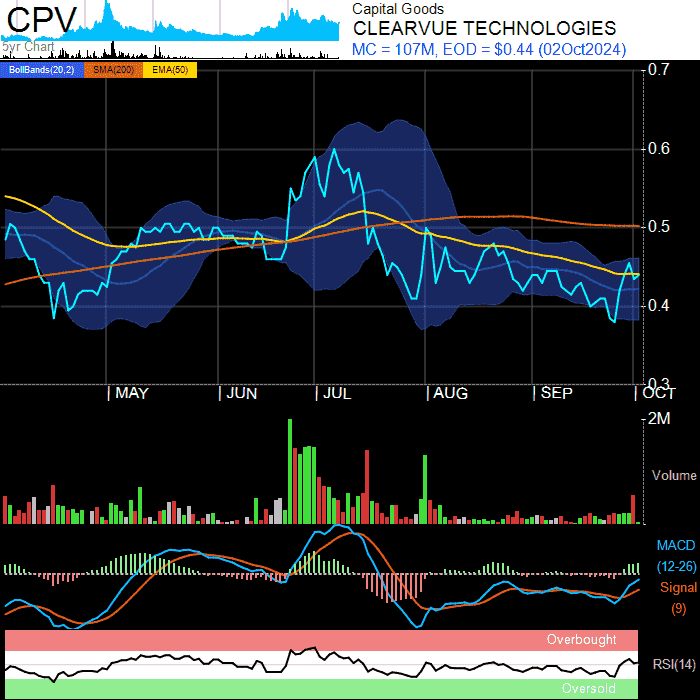 CPV
5yr Chart
Capital Goods
CLEARVUE TECHNOLOGIES
MC = 107M, EOD = $0.44 (02Oct2024)
BollBands(20,2) SMA(200) EMA(50)
0.7
0.6
0.5
0.4
0.3
MAY JUN JUL AUG SEP OCT
2M
Volume
MACD
(12-26)
Signal
(9)
Overbought
RSI(14)
Oversold